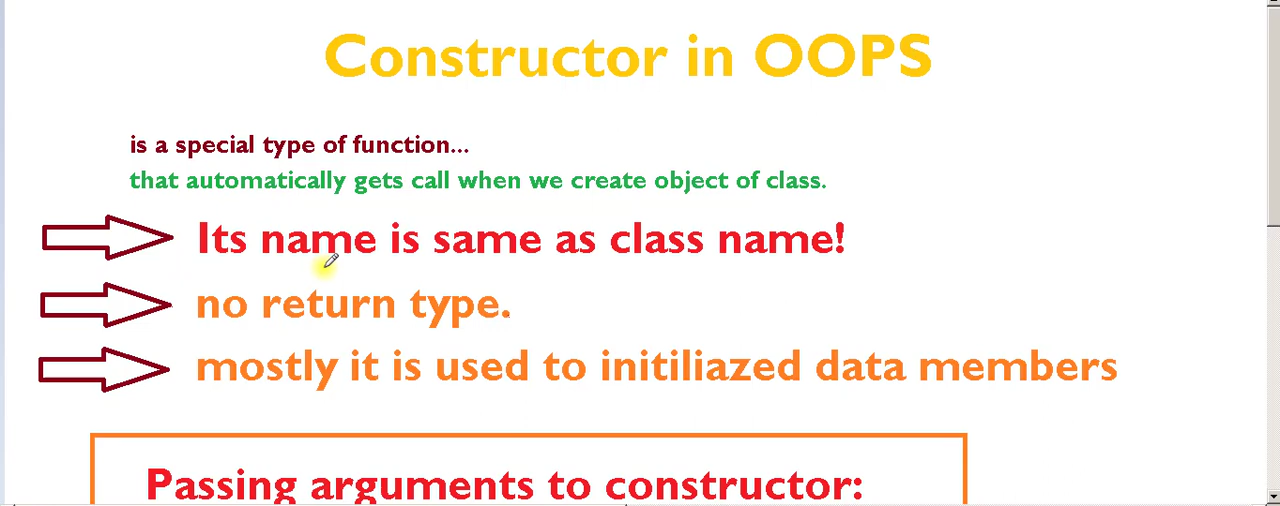 Constructor in OOPS
is a special type of function...
that automatically gets call when we create object of class.
Its name is same as class name!
no return type.
mostly it is used to initiliazed data members
Passing arguments to constructor: